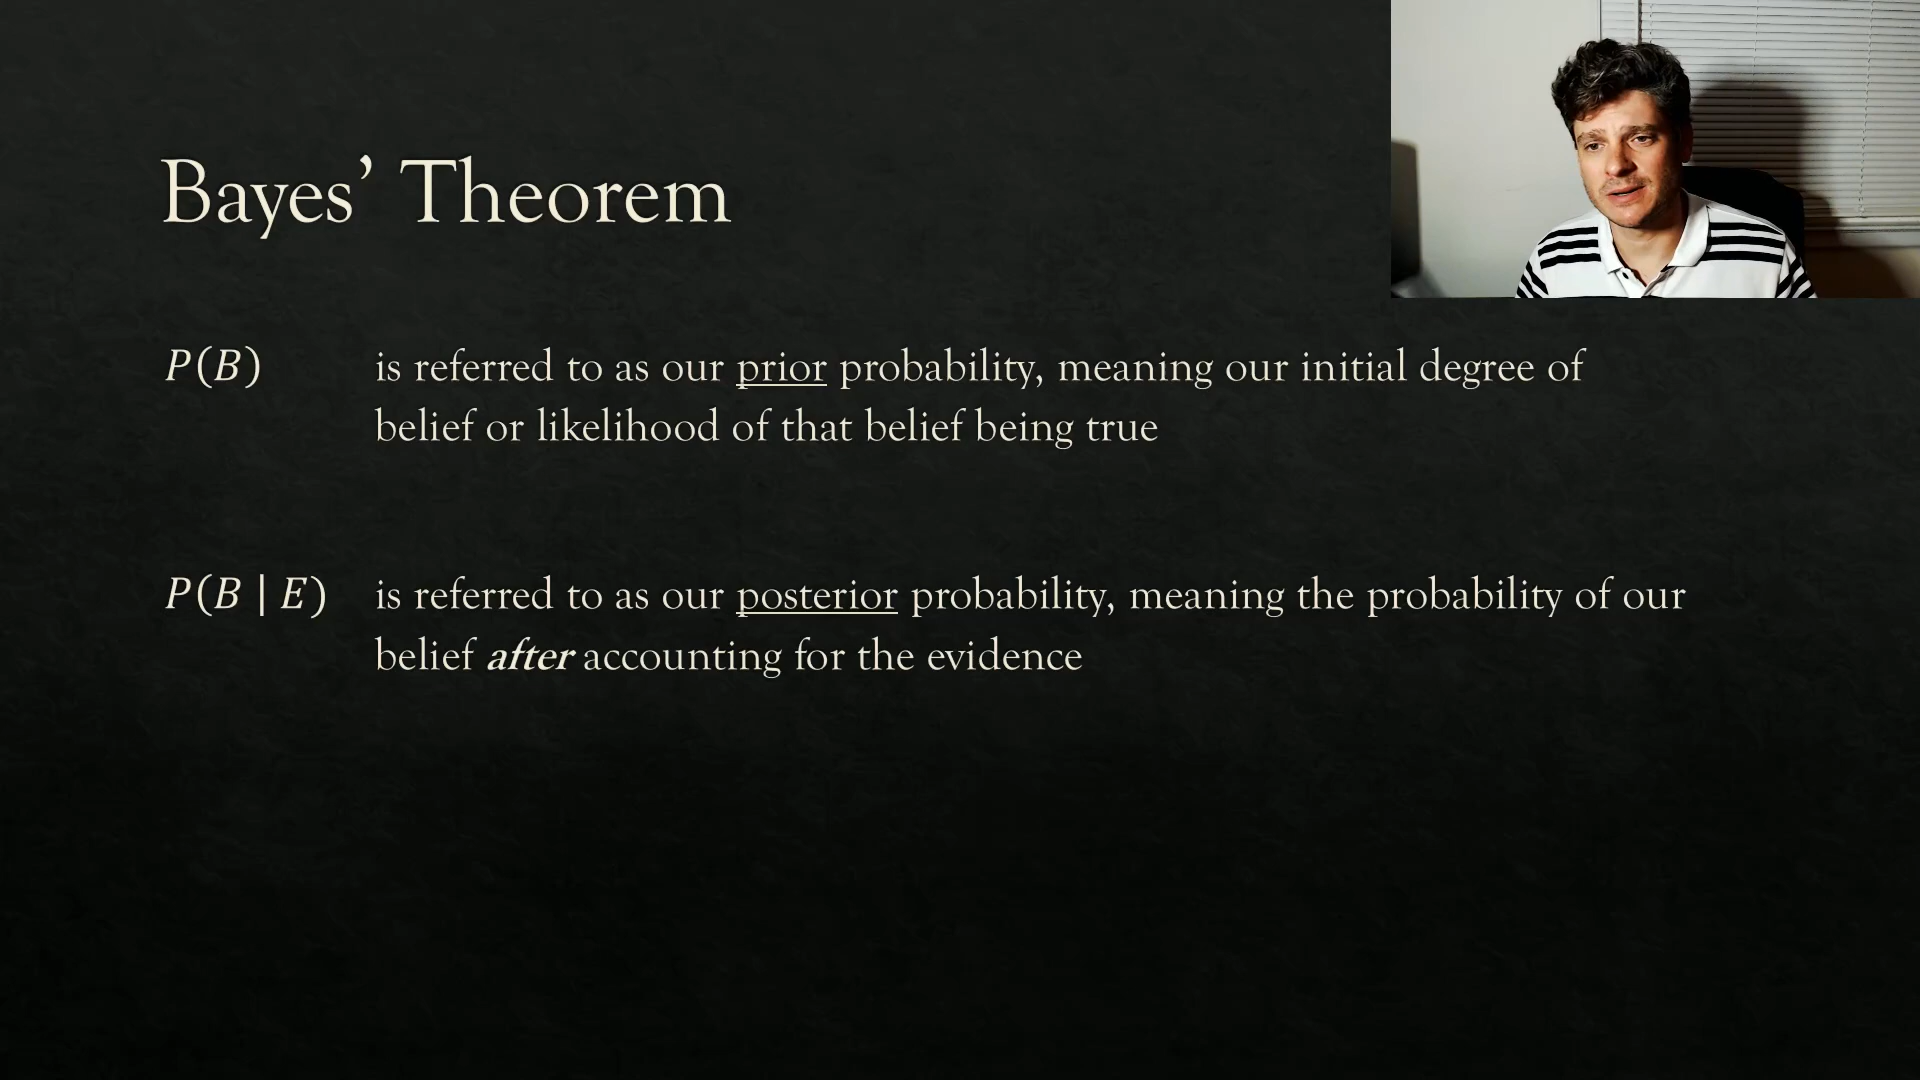 Bayes’ Theorem
P(B) is referred to as our prior probability, meaning our initial degree of
belief or likelihood of that belief being true
P(B | E) is referred to as our posterior probability, meaning the probability of our
belief after accounting for the evidence